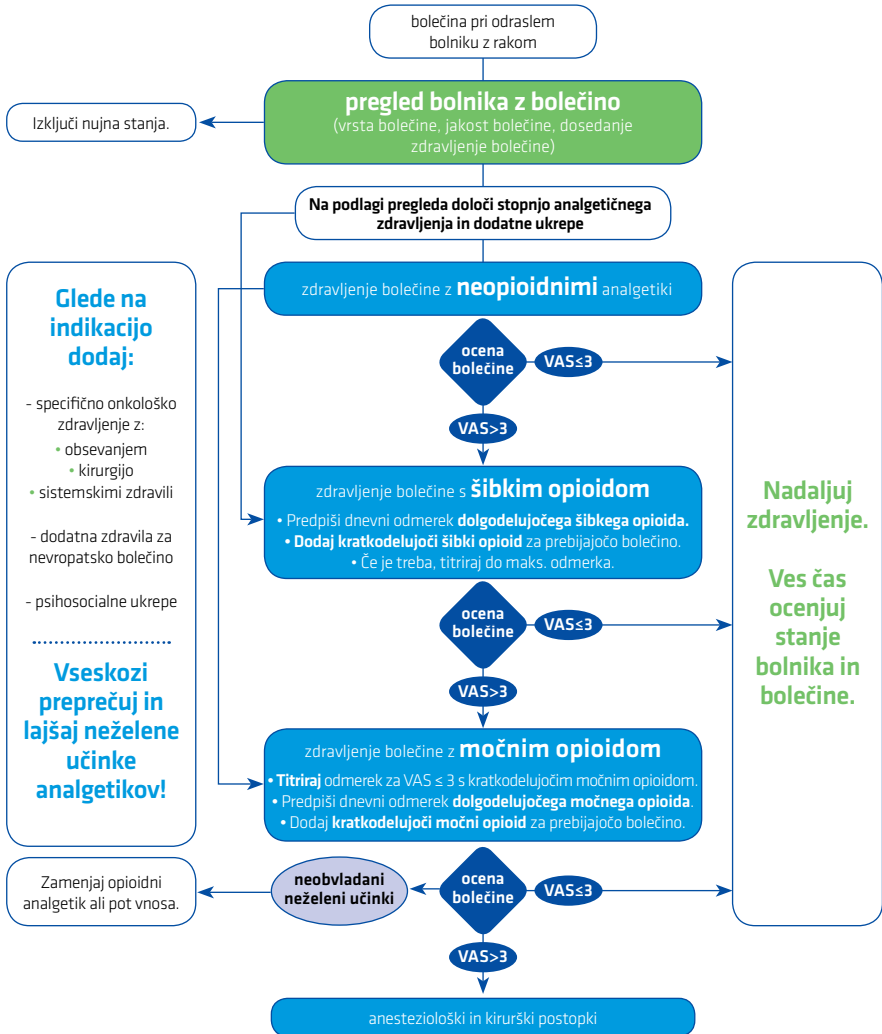 bolečina pri odraslem
bolniku z rakom
pregled bolnika z bolečino
(vrsta bolečine, jakost bolečine, dosedanje
zdravljenje bolečine)
Izključi nujna stanja.
Na podlagi pregleda določi stopnjo analgetičnega
zdravljenja in dodatne ukrepe
zdravljenje bolečine z neopioidnimi analgetiki
ocena
bolečine
VAS≤3
VAS>3
zdravljenje bolečine s šibkim opioidom
• Predpiši dnevni odmerek dolgodelujočega šibkega opioida.
• Dodaj kratkodelujoči šibki opioid za prebijajočo bolečino.
• Če je treba, titriraj do maks. odmerka.
ocena
bolečine
VAS≤3
VAS>3
zdravljenje bolečine z močnim opioidom
• Titriraj odmerek za VAS ≤ 3 s kratkodelujočim močnim opioidom.
• Predpiši dnevni odmerek dolgodelujočega močnega opioida.
• Dodaj kratkodelujoči močni opioid za prebijajočo bolečino.
ocena
bolečine
VAS≤3
neobvladani
neželeni učinki
Zamenjaj opioidni
analgetik ali pot vnosa.
VAS>3
anesteziološki in kirurški postopki
Glede na
indikacijo
dodaj:
- specifično onkološko
zdravljenje z:
• obsevanjem
• kirurgijo
• sistemskimi zdravili
- dodatna zdravila za
nevropatsko bolečino
- psihosocialne ukrepe
Vseskozi
preprečuj in
lajšaj neželene
učinke
analgetikov!
Nadaljuj
zdravljenje.
Ves čas
ocenjuj
stanje
bolnika in
bolečine.